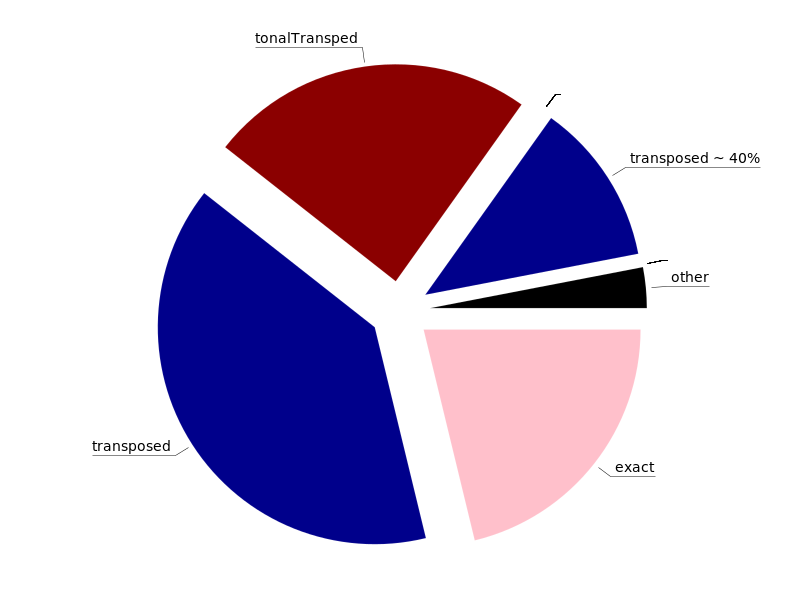 tonalTransped
transposed ~ 40%
other
transposed
exact